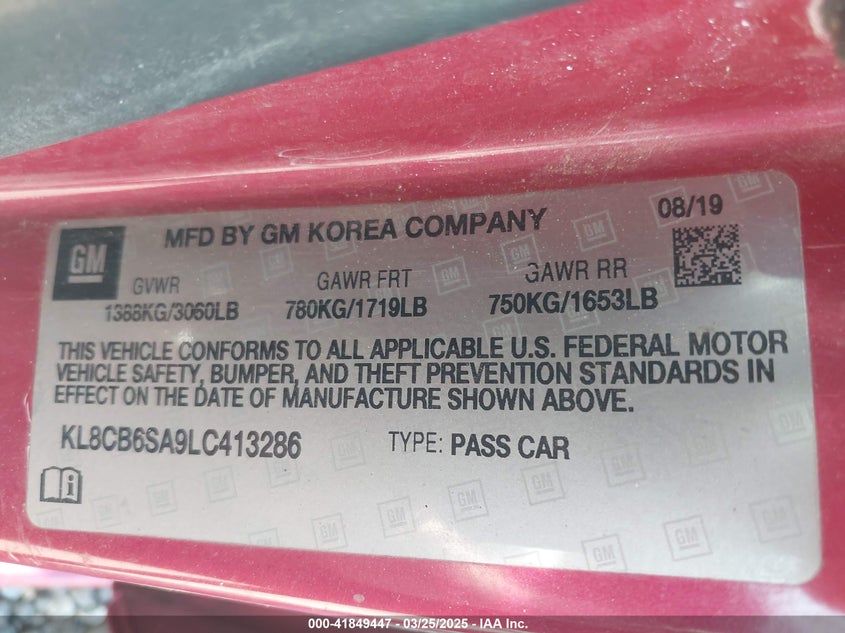 MFD BY GM KOREA COMPANY
08/19
GM
GVWR
GAWR FRT
GAWR RR
1388KG/3060LB
780KG/1719LB
750KG/1653LB
THIS VEHICLE CONFORMS TO ALL APPLICABLE U.S. FEDERAL MOTOR
VEHICLE SAFETY, BUMPER, AND THEFT PREVENTION STANDARDS IN
EFFECT ON THE DATE OF MANUFACTURE SHOWN ABOVE.
KL8CB6SA9LC413286
TYPE: PASS CAR
000-41849447 - 03/25/2025 - IAA Inc.